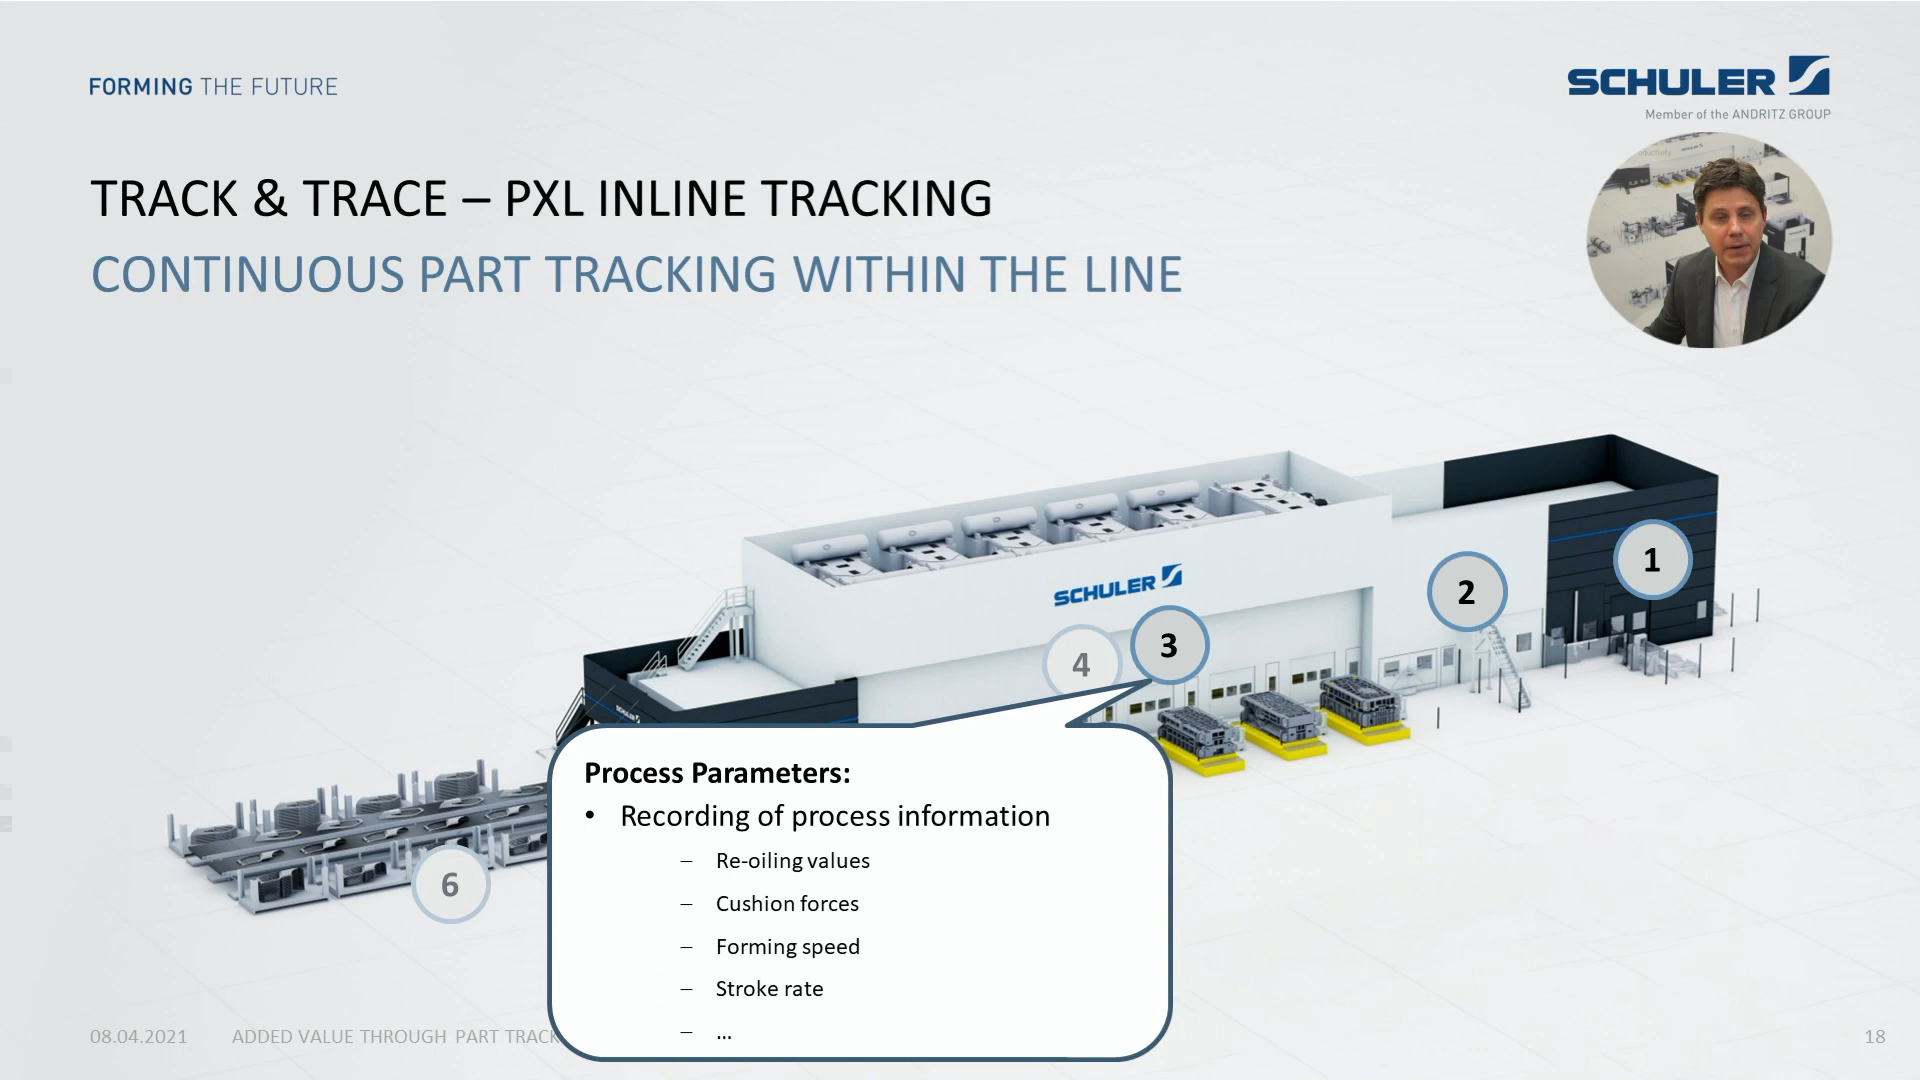 FORMING THE FUTURE
SCHULER
Member of the ANDRITZ GROUP
TRACK & TRACE – PXL INLINE TRACKING
CONTINUOUS PART TRACKING WITHIN THE LINE
1
2
SCHULER
3
4
SCHULER
Process Parameters:
• Recording of process information
– Re-oiling values
– Cushion forces
– Forming speed
– Stroke rate
– ...
6
08.04.2021 ADDED VALUE THROUGH PART TRACK
18